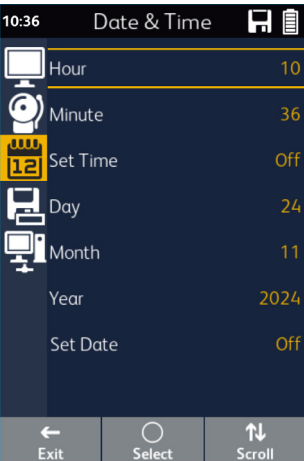 10:36 Date & Time
Hour 10
Minute 36
12 Set Time Off
Day 24
Month 11
Year 2024
Set Date Off
Exit Select Scroll